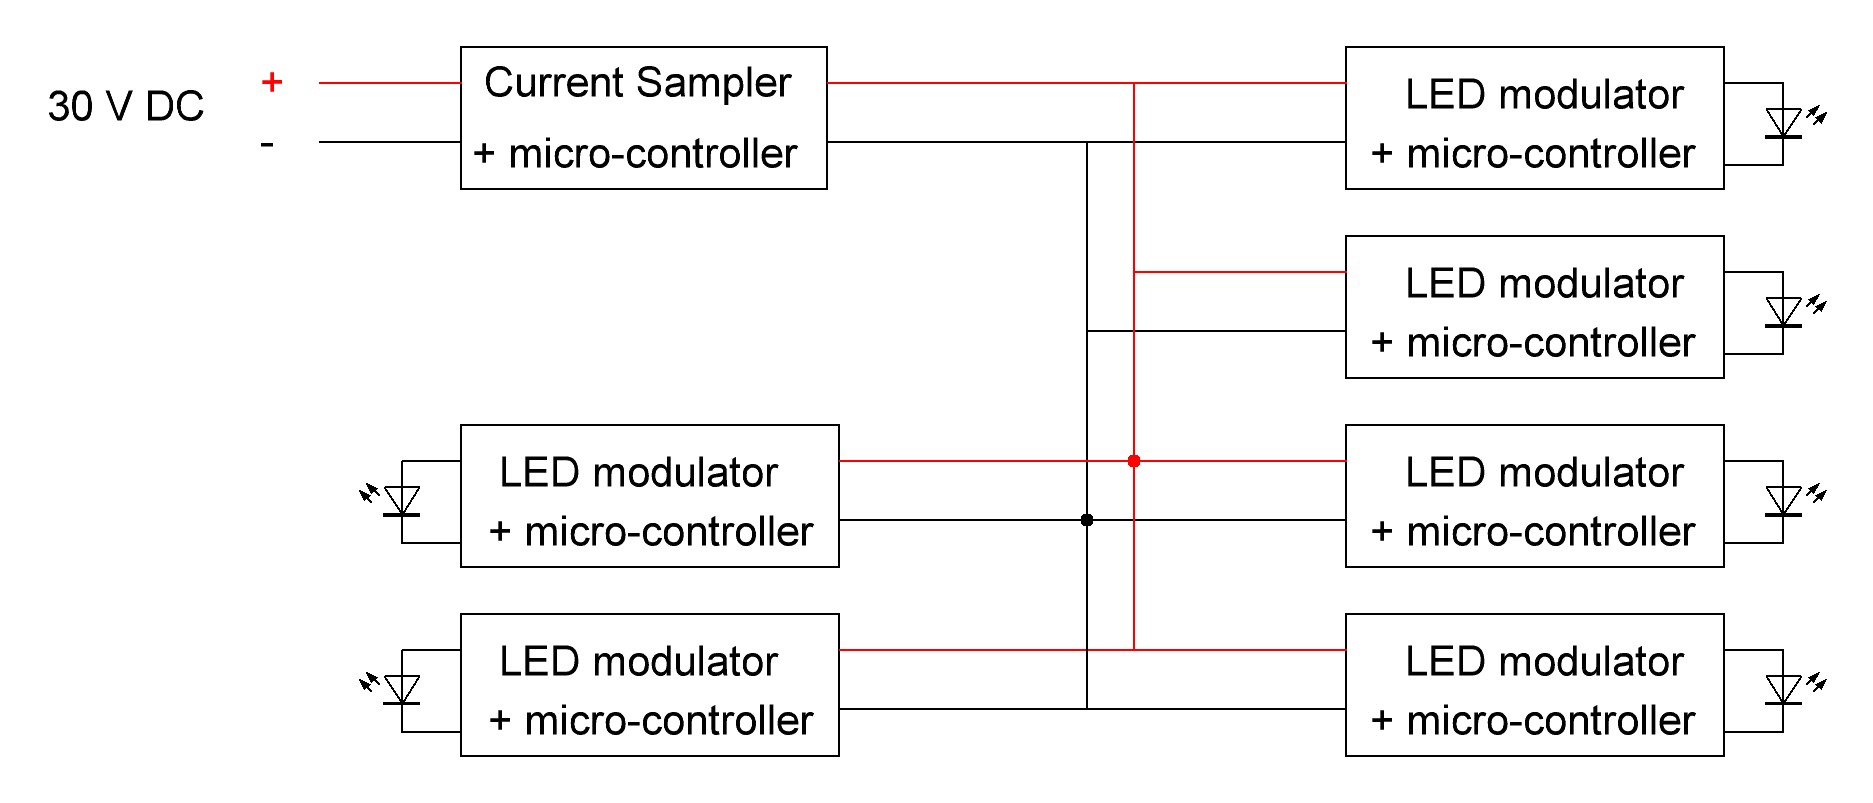 30 V DC
+
-
Current Sampler
+ micro-controller
LED modulator
+ micro-controller
LED modulator
+ micro-controller
LED modulator
+ micro-controller
LED modulator
+ micro-controller
LED modulator
+ micro-controller
LED modulator
+ micro-controller